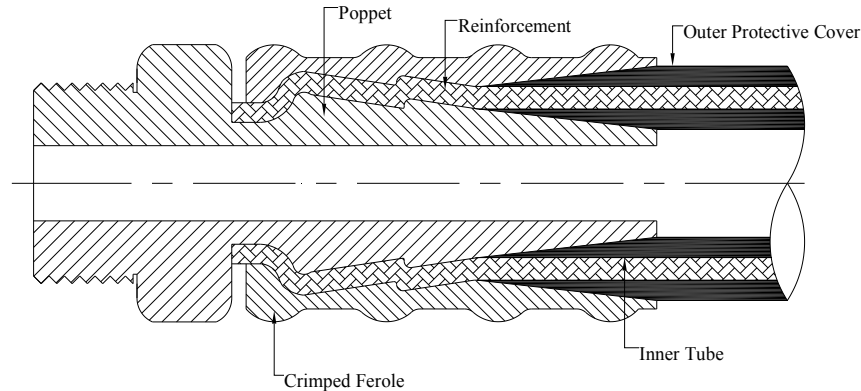 Poppet
Reinforcement
Outer Protective Cover
Inner Tube
Crimped Ferole